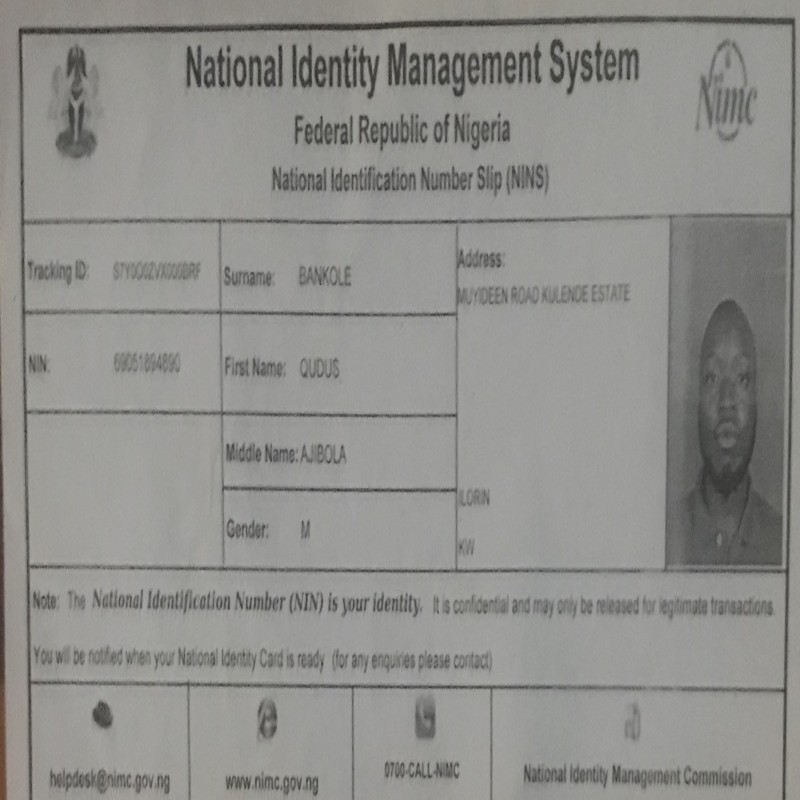 National Identity Management System
Nimc
Federal Republic of Nigeria
National Identification Number Slip (NINS)
Tracking ID:
Surname: BANKOLE
Address:
MUYIDEEN ROAD KULENDE ESTATE
NIN:
First Name: QUDUS
Middle Name: AJIBOLA
Gender: M
ILORIN
KW
Note: The National Identification Number (NIN) is your identity. It is confidential and may only be released for legitimate transactions.
You will be notified when your National Identity Card is ready (for any enquiries please contact)
helpdesk@nimc.gov.ng
www.nimc.gov.ng
0700-CALL-NIMC
National Identity Management Commission